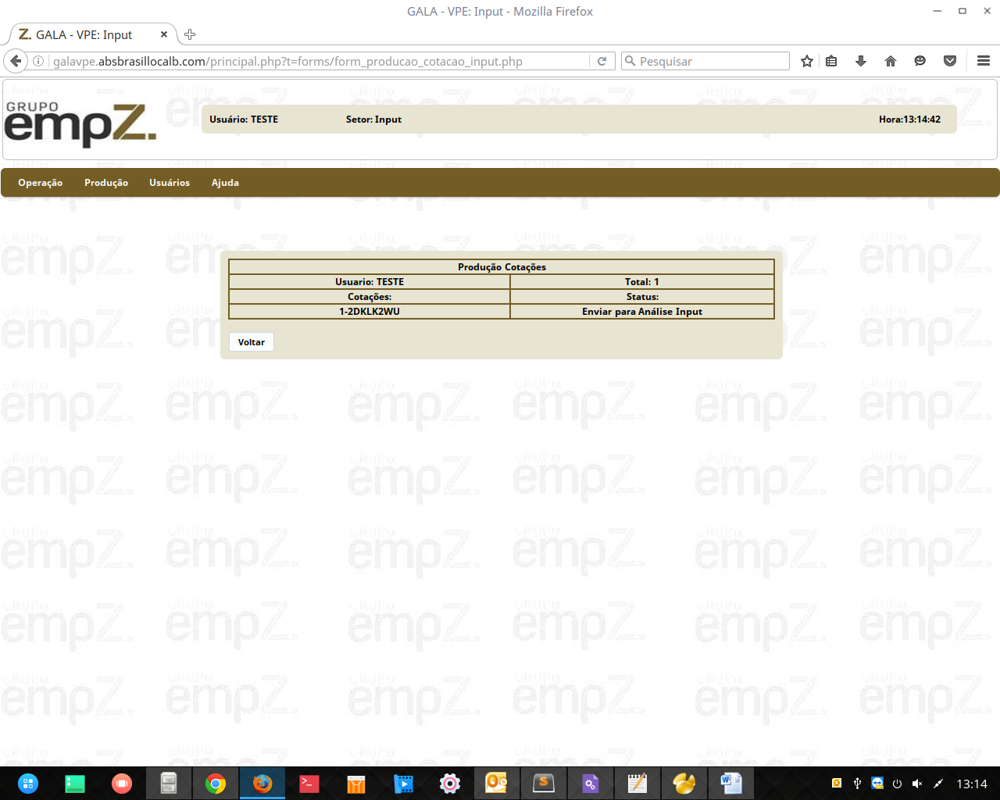 GALA - VPE: Input - Mozilla Firefox
Z. GALA - VPE: Input
galavpe.absbrasillocalb.com/principal.php?t=forms/form_producao_cotacao_input.php
Pesquisar
GRUPO
empZ.
Usuário: TESTE Setor: Input Hora:13:14:42
Operação Produção Usuários Ajuda
Produção Cotações
Usuario: TESTE Total: 1
Cotações: Status:
1-2DKLK2WU Enviar para Análise Input
Voltar
13:14